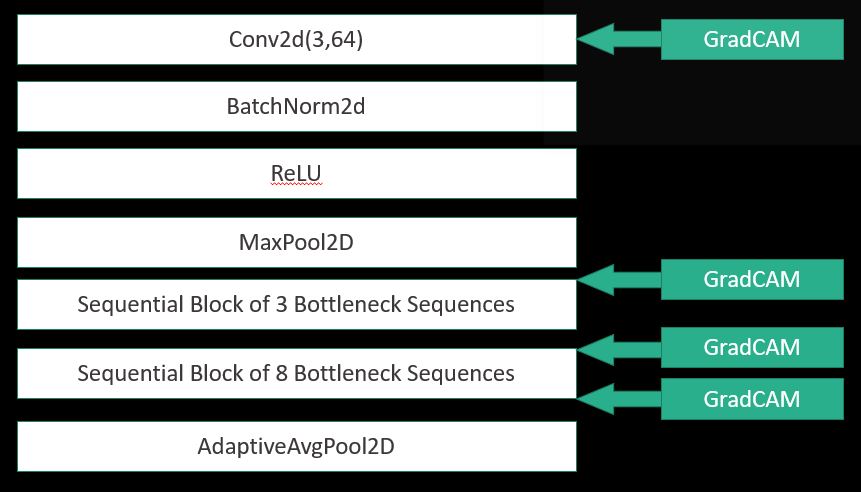 Conv2d(3,64)
GradCAM
BatchNorm2d
ReLU
MaxPool2D
GradCAM
Sequential Block of 3 Bottleneck Sequences
GradCAM
Sequential Block of 8 Bottleneck Sequences
GradCAM
AdaptiveAvgPool2D